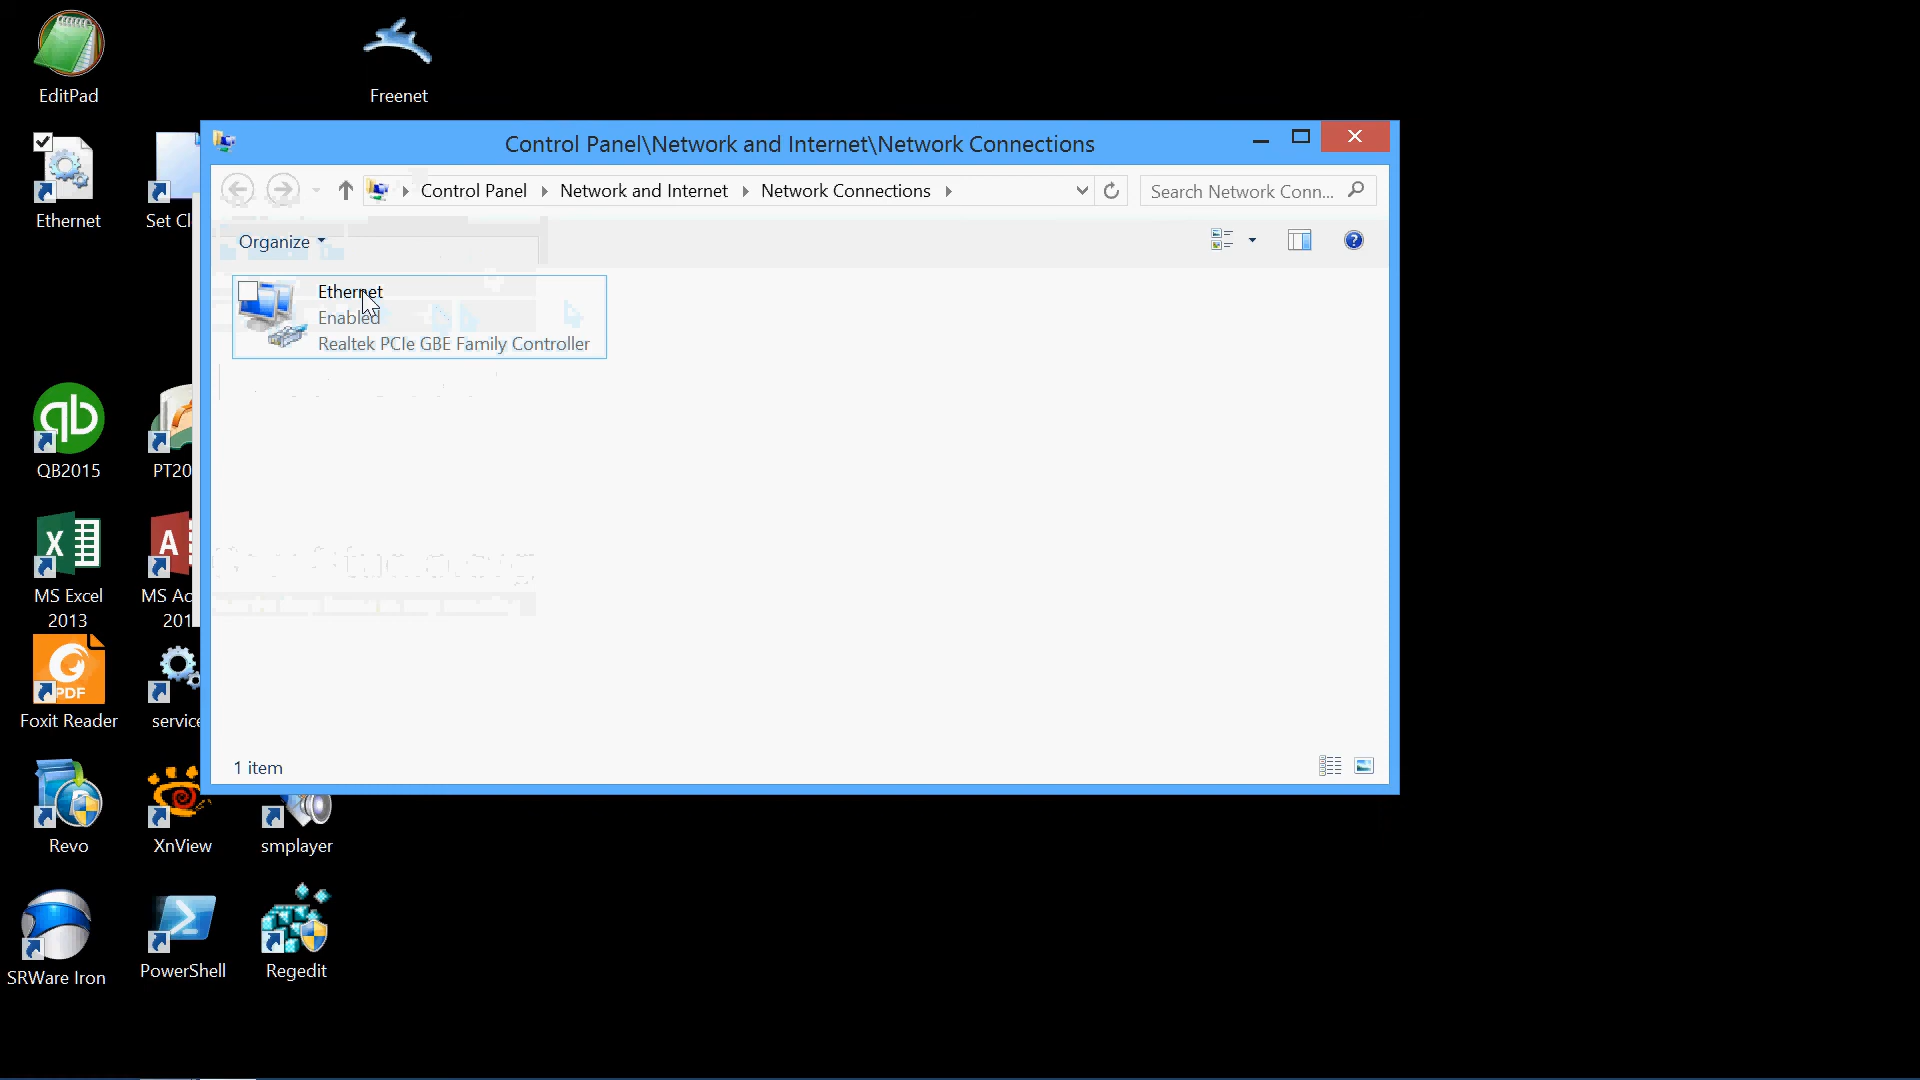 EditPad
Freenet
Ethernet
Set Cl
Control Panel\Network and Internet\Network Connections
Control Panel
Network and Internet
Network Connections
Search Network Conn...
Organize
Ethernet
Enabled
Realtek PCIe GBE Family Controller
QB2015
PT20
MS Excel
2013
MS Ac
201
PDF
Foxit Reader
service
1 item
Revo
XnView
smplayer
SRWare Iron
PowerShell
Regedit